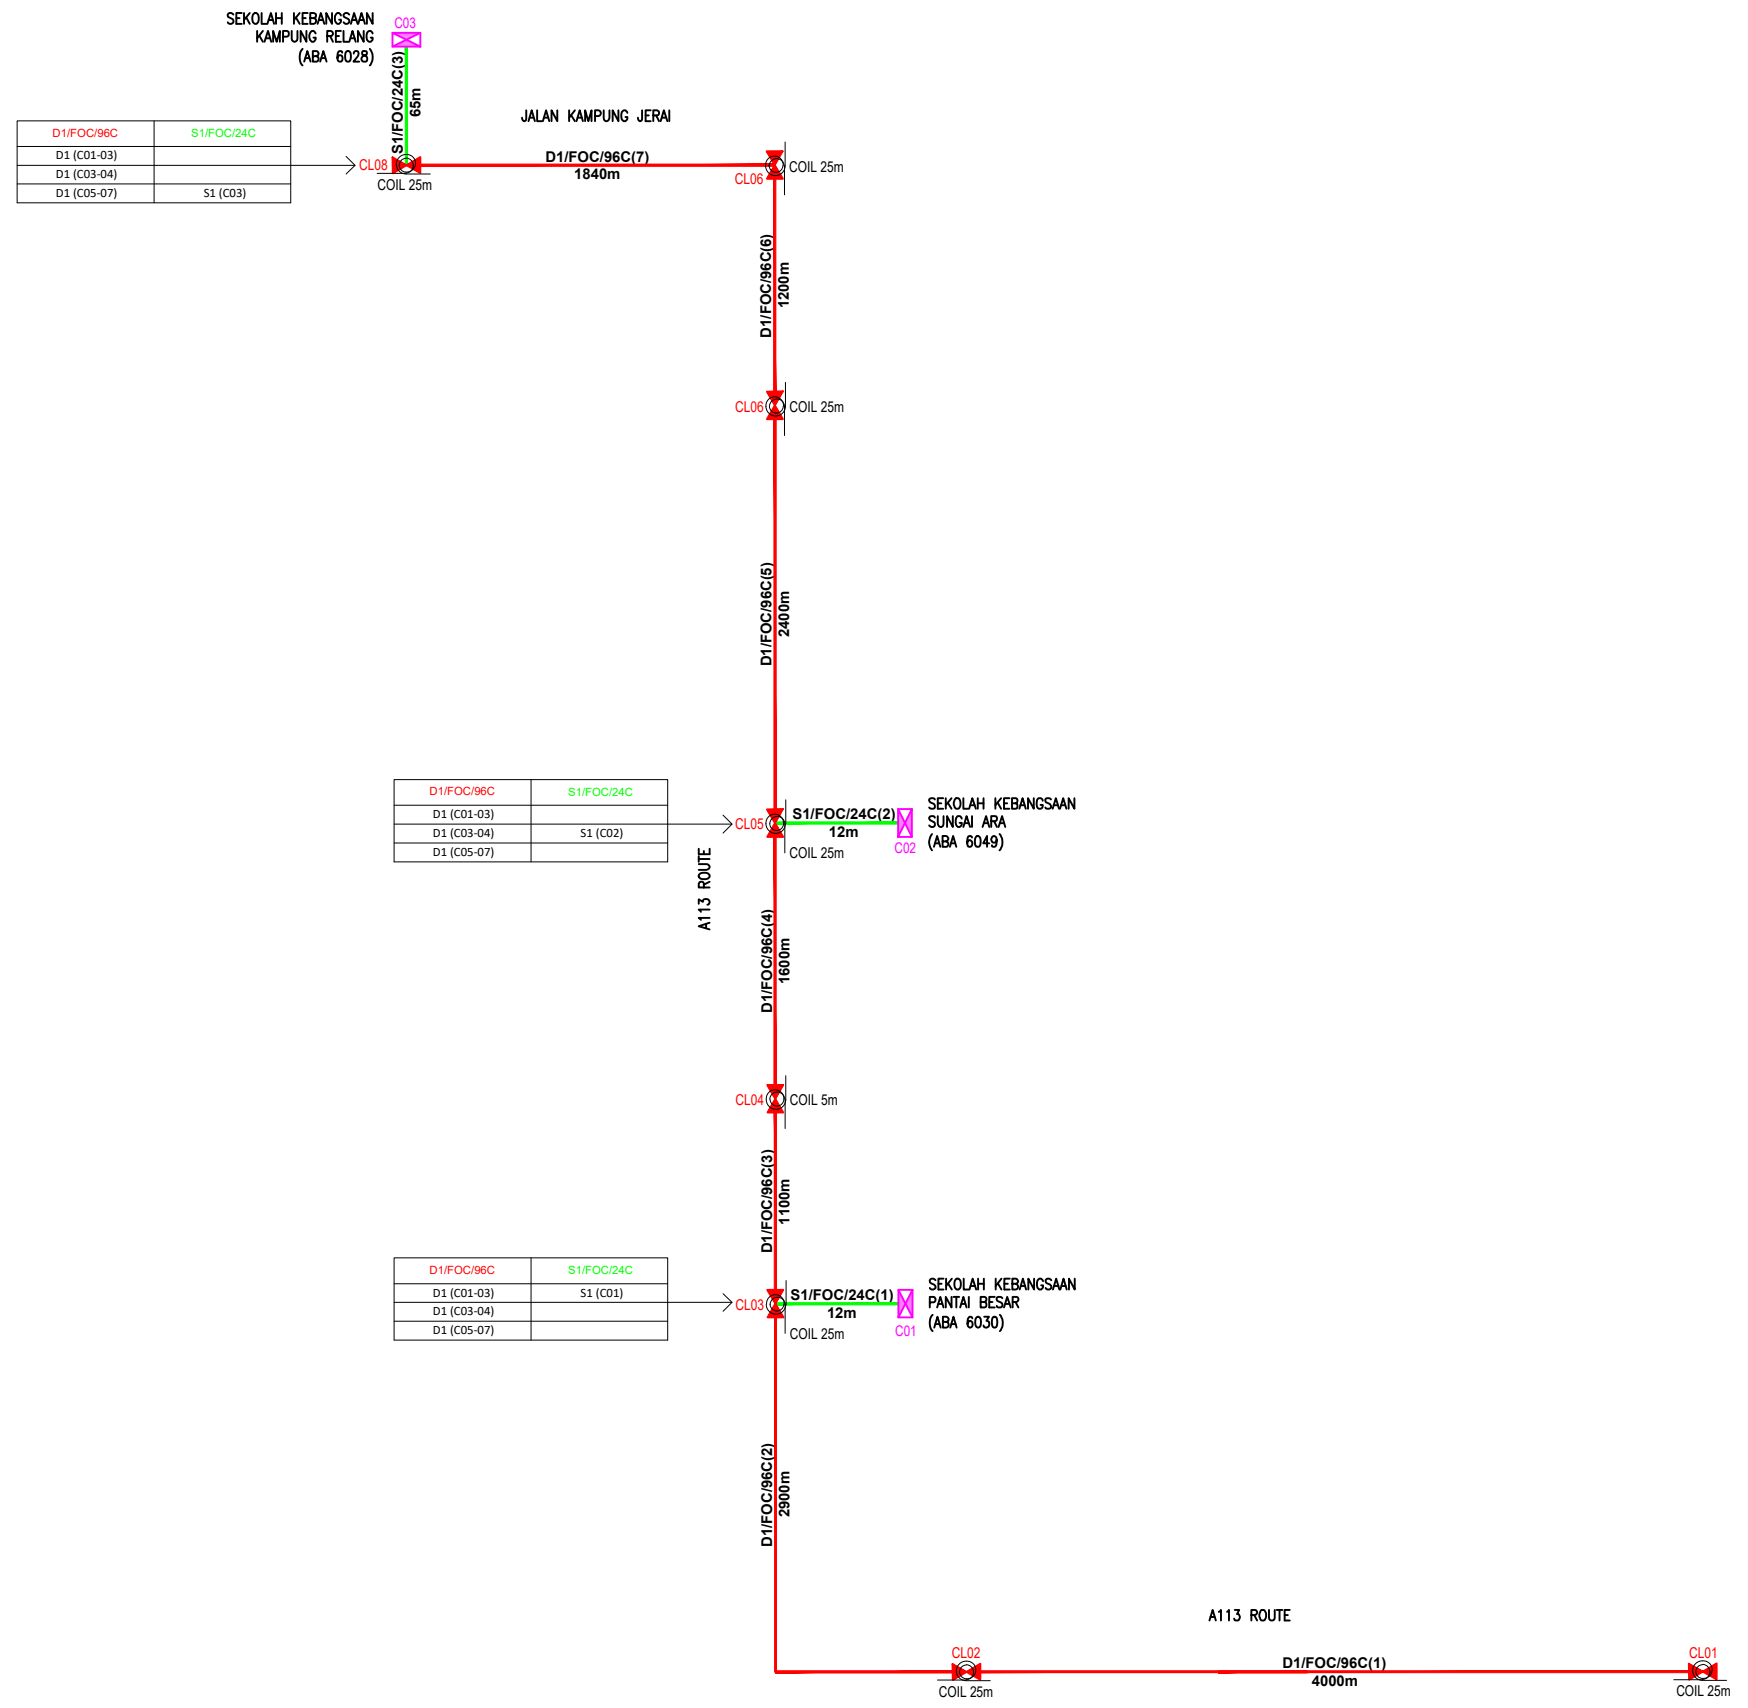 SEKOLAH KEBANGSAAN
KAMPUNG RELANG
(ABA 6028)
C03
S1/FOC/24C(3)
65m
JALAN KAMPUNG JERAI
D1/FOC/96C S1/FOC/24C
D1 (C01-03)
D1 (C03-04)
D1 (C05-07) S1 (C03)
CL08
COIL 25m
D1/FOC/96C(7)
1840m
CL06
COIL 25m
D1/FOC/96C(6)
1200m
CL06
COIL 25m
D1/FOC/96C(5)
2400m
D1/FOC/96C S1/FOC/24C
D1 (C01-03)
D1 (C03-04) S1 (C02)
D1 (C05-07)
CL05
COIL 25m
S1/FOC/24C(2)
12m
C02
SEKOLAH KEBANGSAAN
SUNGAI ARA
(ABA 6049)
A113 ROUTE
D1/FOC/96C(4)
1600m
CL04
COIL 5m
D1/FOC/96C(3)
1100m
D1/FOC/96C S1/FOC/24C
D1 (C01-03) S1 (C01)
D1 (C03-04)
D1 (C05-07)
CL03
COIL 25m
S1/FOC/24C(1)
12m
C01
SEKOLAH KEBANGSAAN
PANTAI BESAR
(ABA 6030)
D1/FOC/96C(2)
2900m
A113 ROUTE
CL02
COIL 25m
D1/FOC/96C(1)
4000m
CL01
COIL 25m